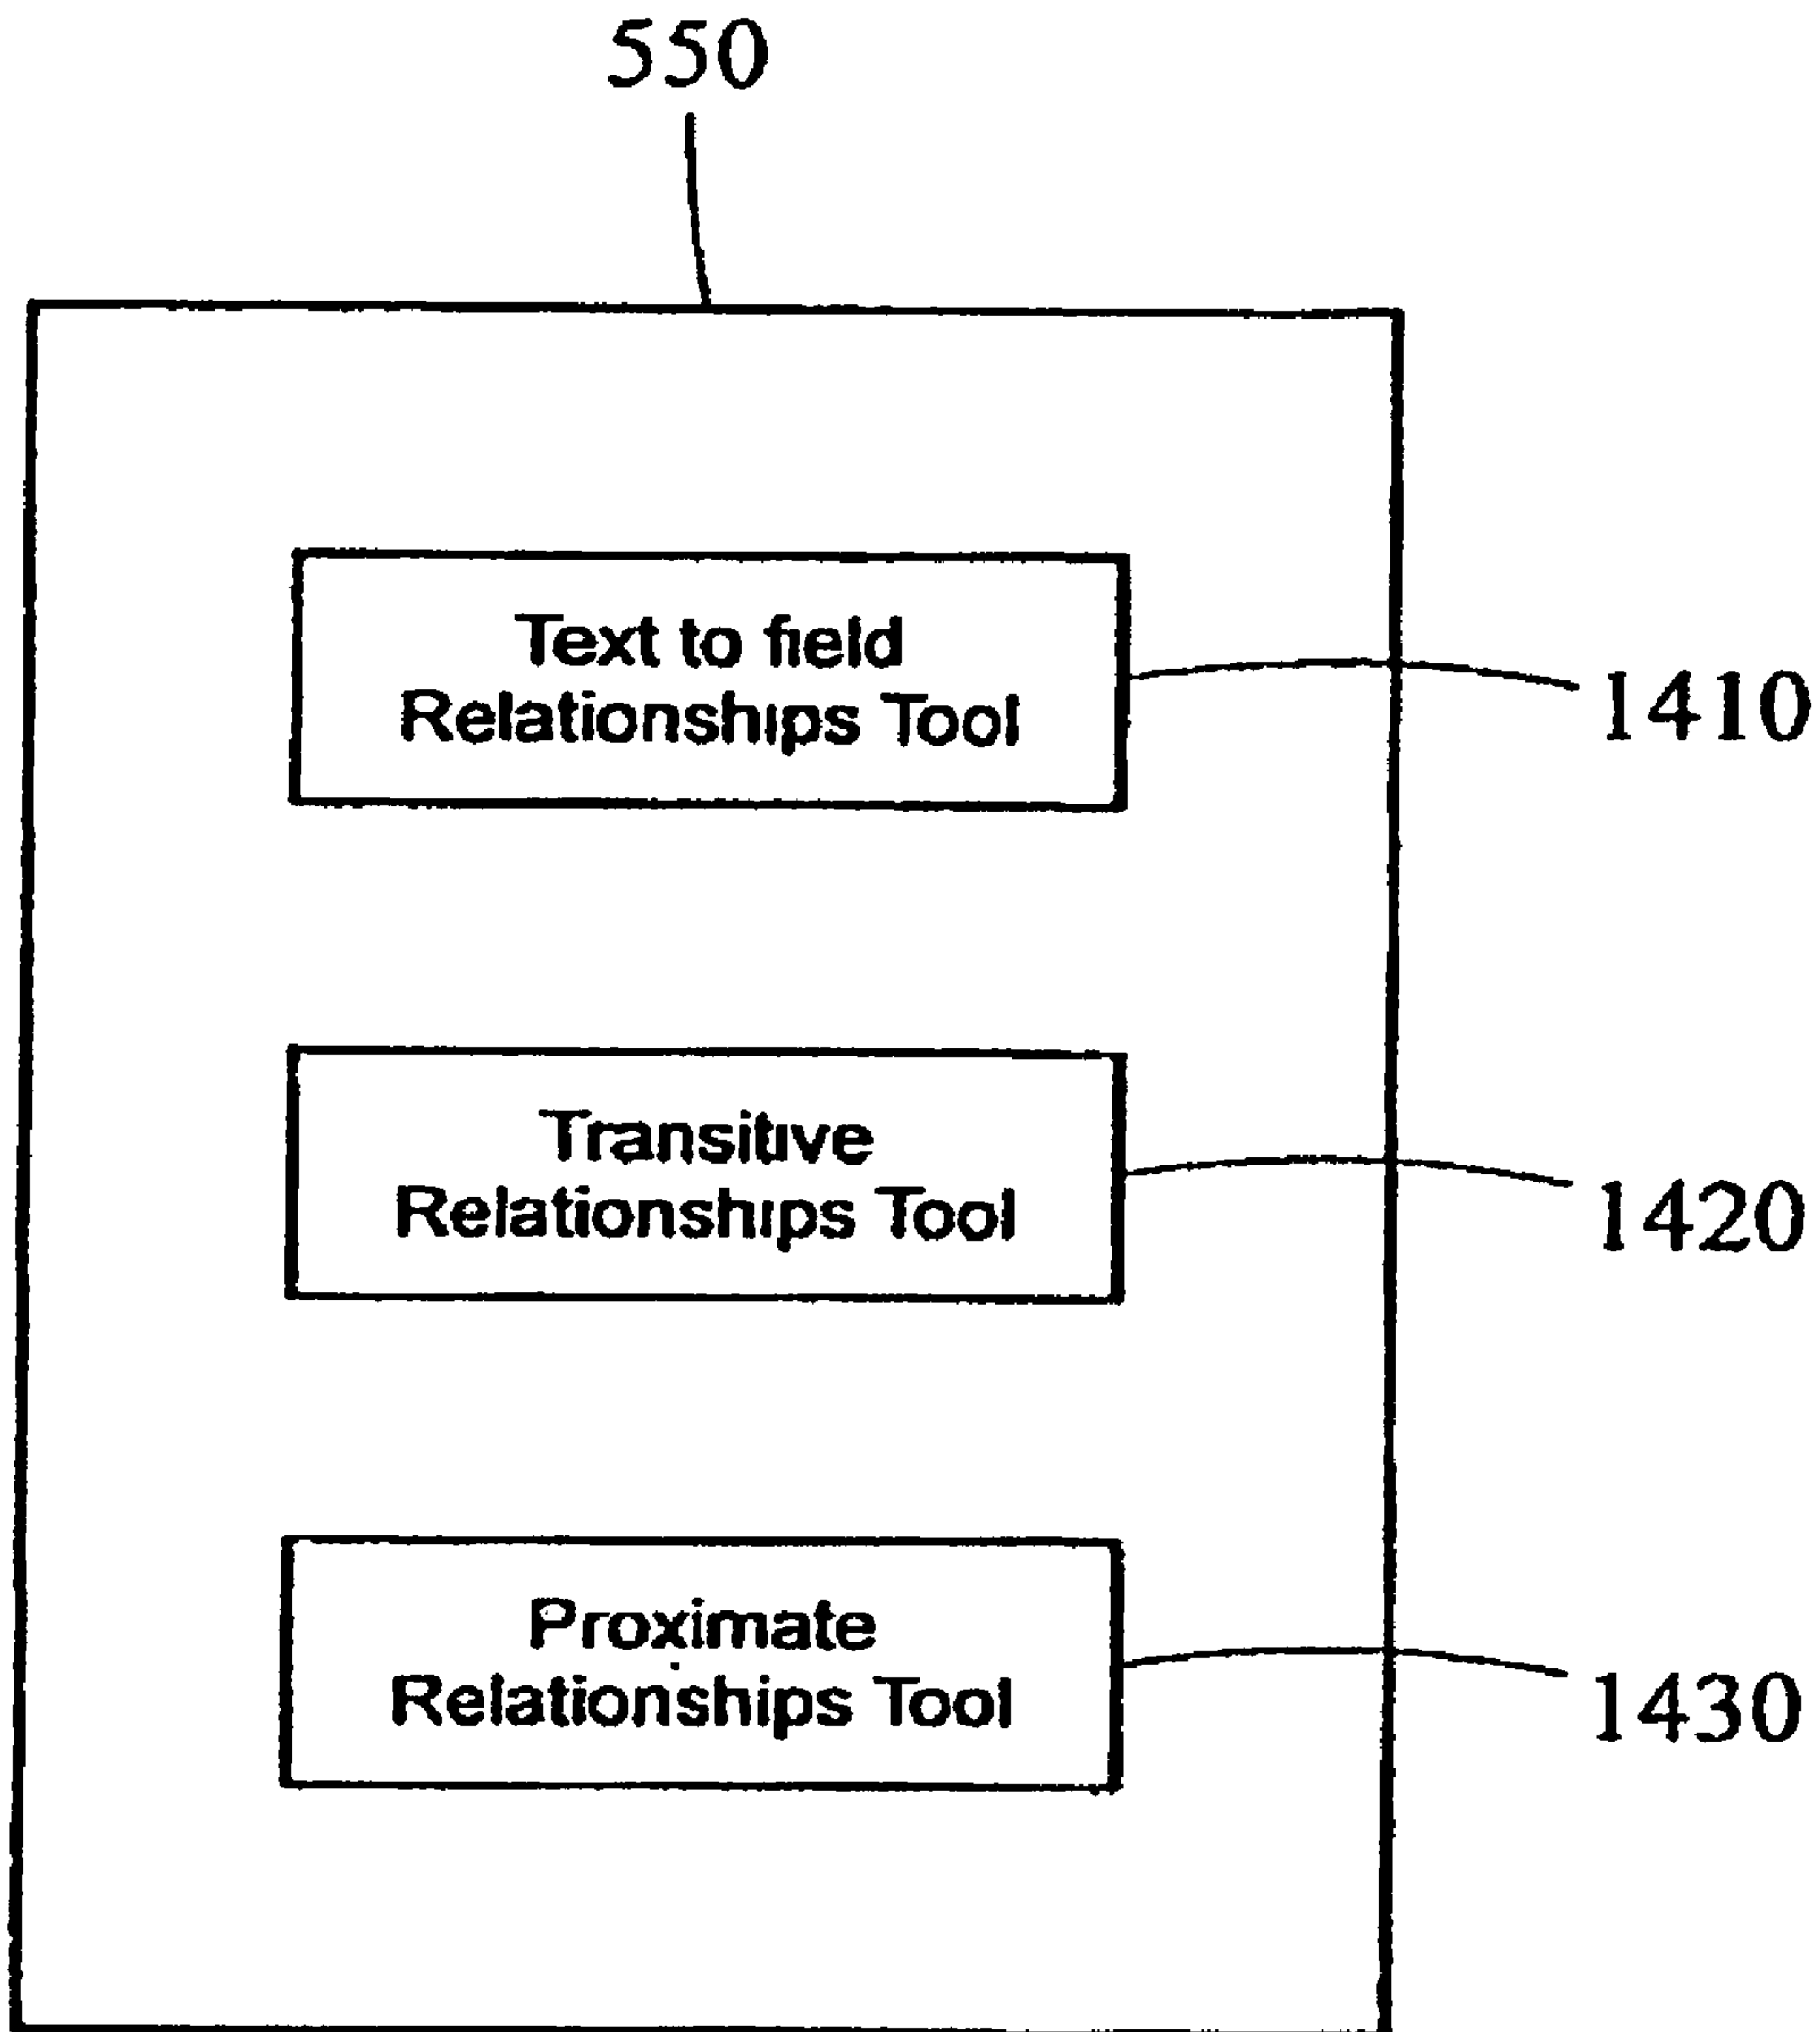 550
Text to field
Relationships Tool
1410
Transitive
Relationships Tool
1420
Proximate
Relationships Tool
1430